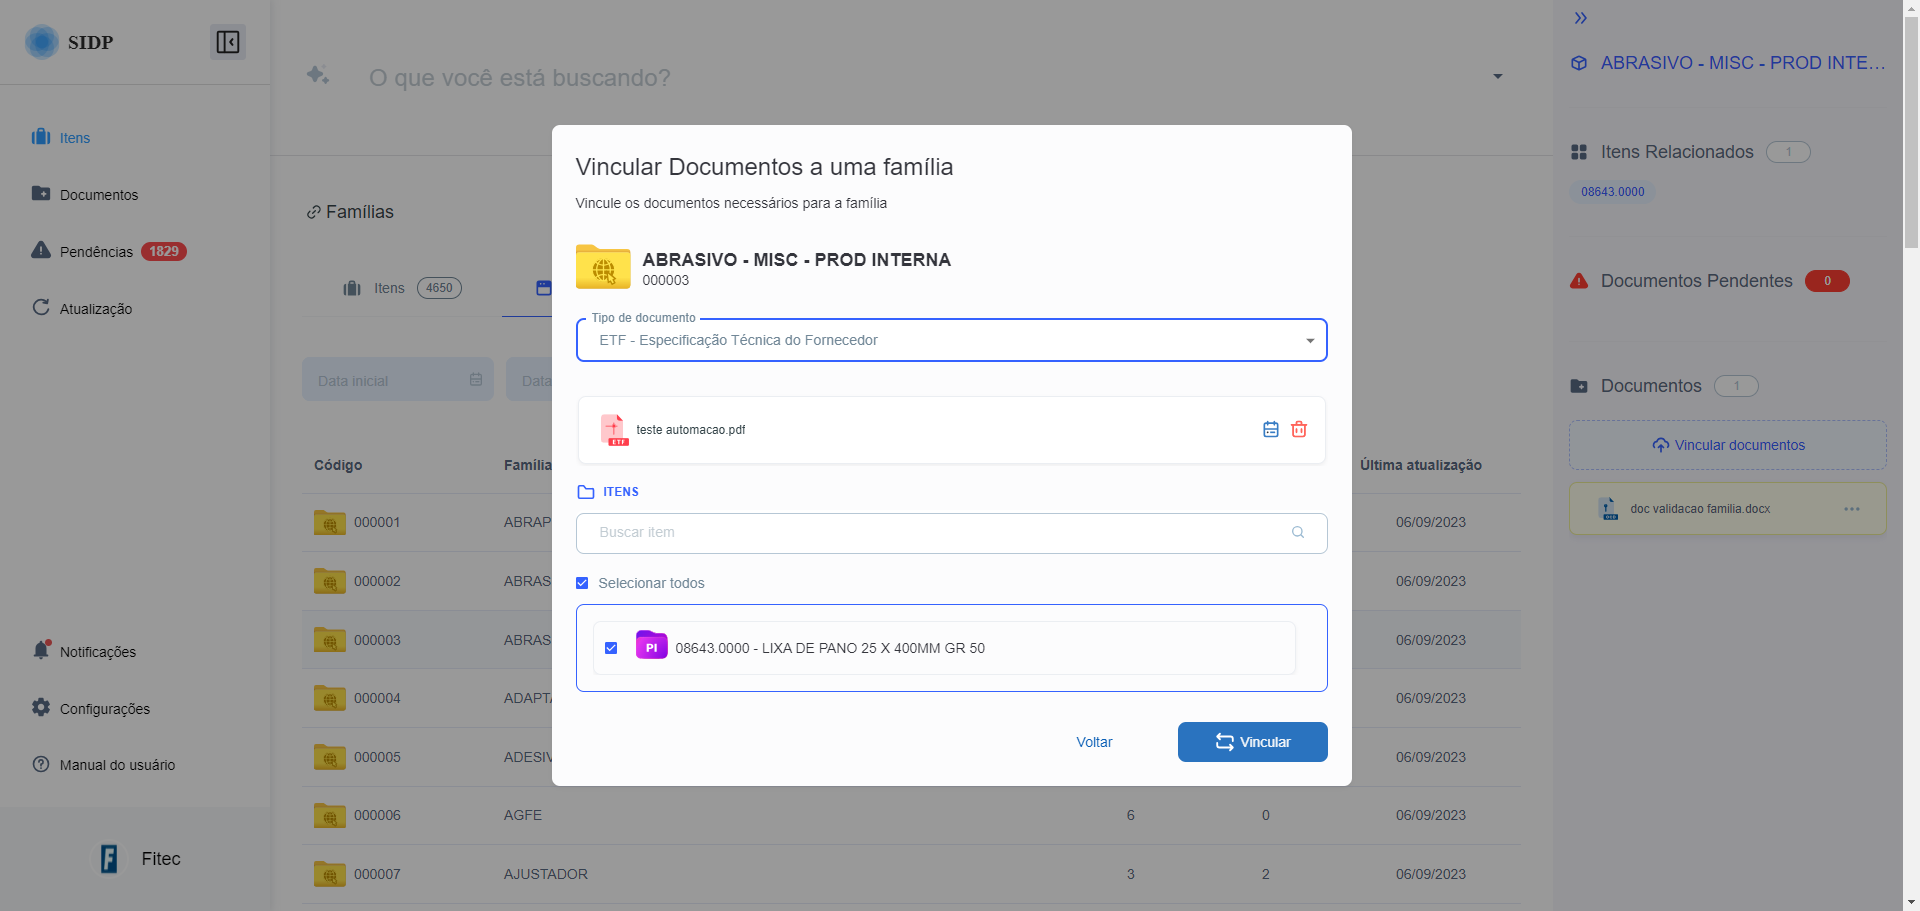 SIDP
Itens
Documentos
Pendências 1829
Atualização
Notificações
Configurações
Manual do usuário
Fitec
O que você está buscando?
Famílias
Itens 4650
Data inicial
Data
Código
Família
Última atualização
000001 ABRAP 06/09/2023
000002 ABRAS 06/09/2023
000003 ABRAS 06/09/2023
000004 ADAPTA 06/09/2023
000005 ADESIV 06/09/2023
000006 AGFE 6 0 06/09/2023
000007 AJUSTADOR 3 2 06/09/2023
Vincular Documentos a uma família
Vincule os documentos necessários para a família
ABRASIVO - MISC - PROD INTERNA
000003
Tipo de documento
ETF - Especificação Técnica do Fornecedor
ETF
teste automacao.pdf
ITENS
Buscar item
Selecionar todos
PI 08643.0000 - LIXA DE PANO 25 X 400MM GR 50
Voltar
Vincular
ABRASIVO - MISC - PROD INTE...
Itens Relacionados 1
08643.0000
Documentos Pendentes 0
Documentos 1
Vincular documentos
doc validacao familia.docx